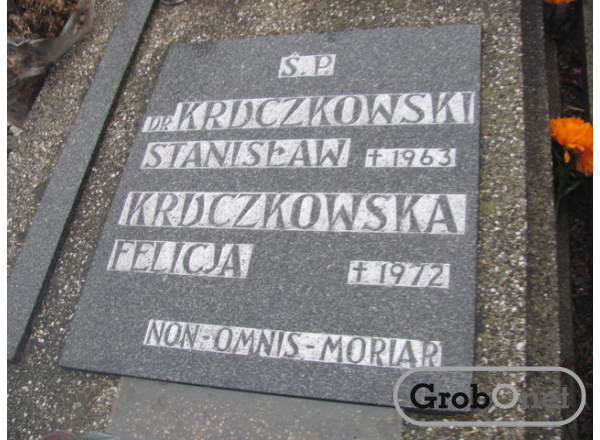 Ś.P.
DR KRUCZKOWSKI
STANISŁAW †1963
KRUCZKOWSKA
FELICJA †1972
NON-OMNIS-MORIAR
GrobOnet